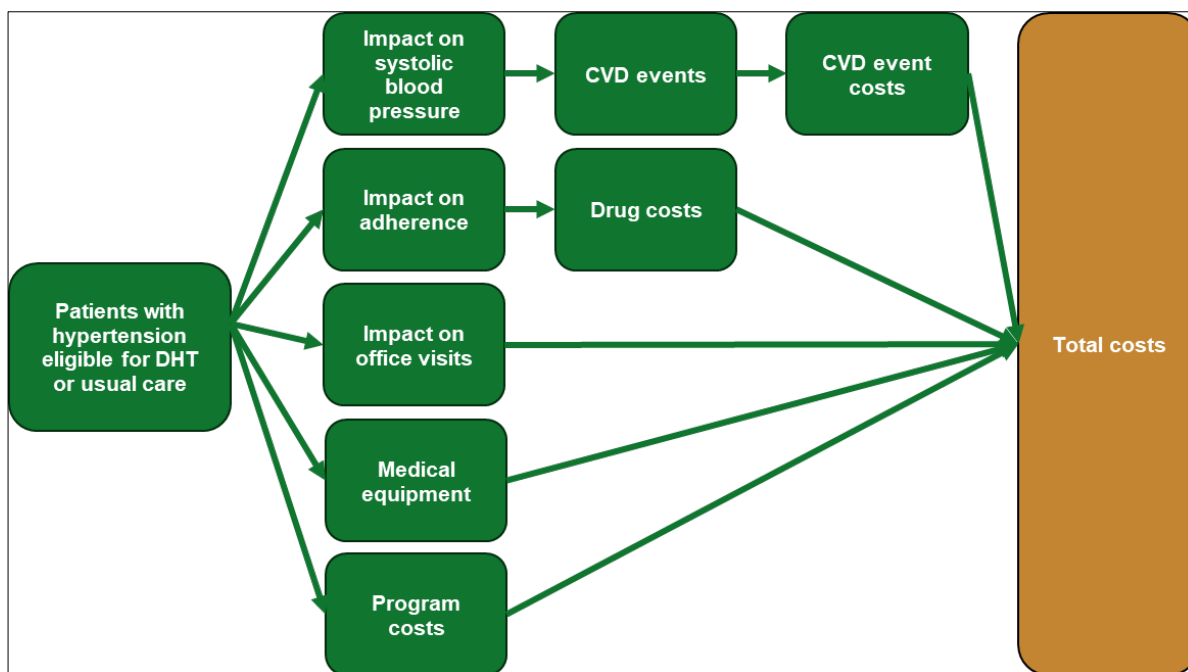 Impact on
systolic
blood
pressure
CVD events
CVD event
costs
Impact on
adherence
Drug costs
Patients with
hypertension
eligible for DHT
or usual care
Impact on
office visits
Total costs
Medical
equipment
Program
costs